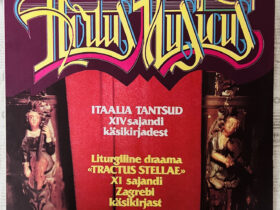 Hortus Musicus
ITAALIA TANTSUD
XIV sajandi
käsikirjadest
Liturgiline draama
«TRACTUS STELLAE»
XI sajandi
Zagrebi
käsikirjast